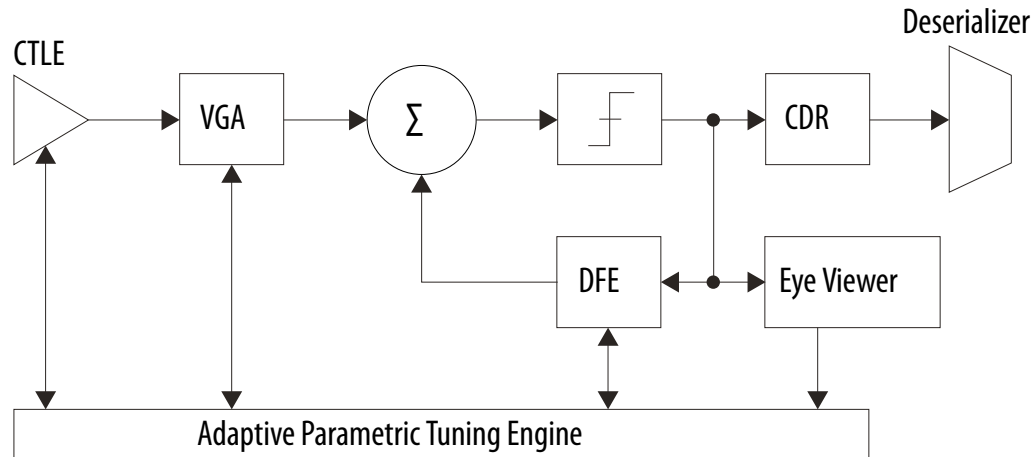 Deserializer
CTLE
VGA
Σ
CDR
DFE
Eye Viewer
Adaptive Parametric Tuning Engine